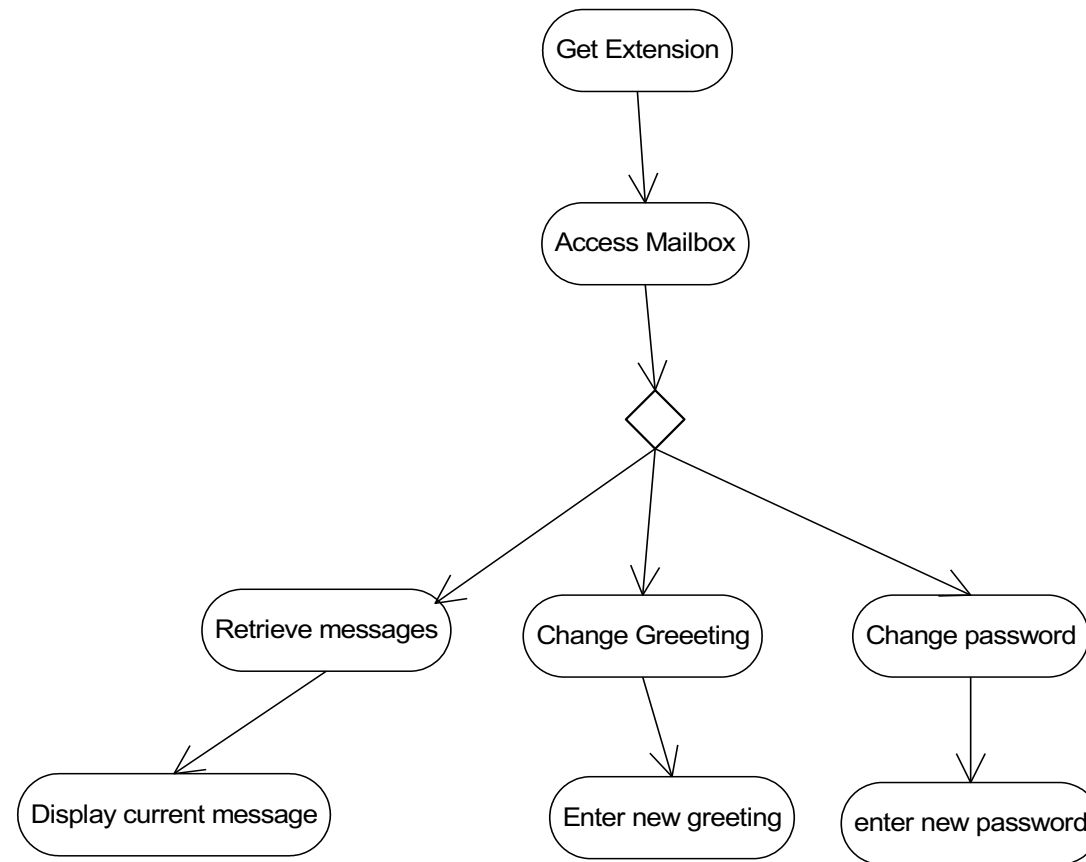 Get Extension
Access Mailbox
Retrieve messages
Change Greeeting
Change password
Display current message
Enter new greeting
enter new password